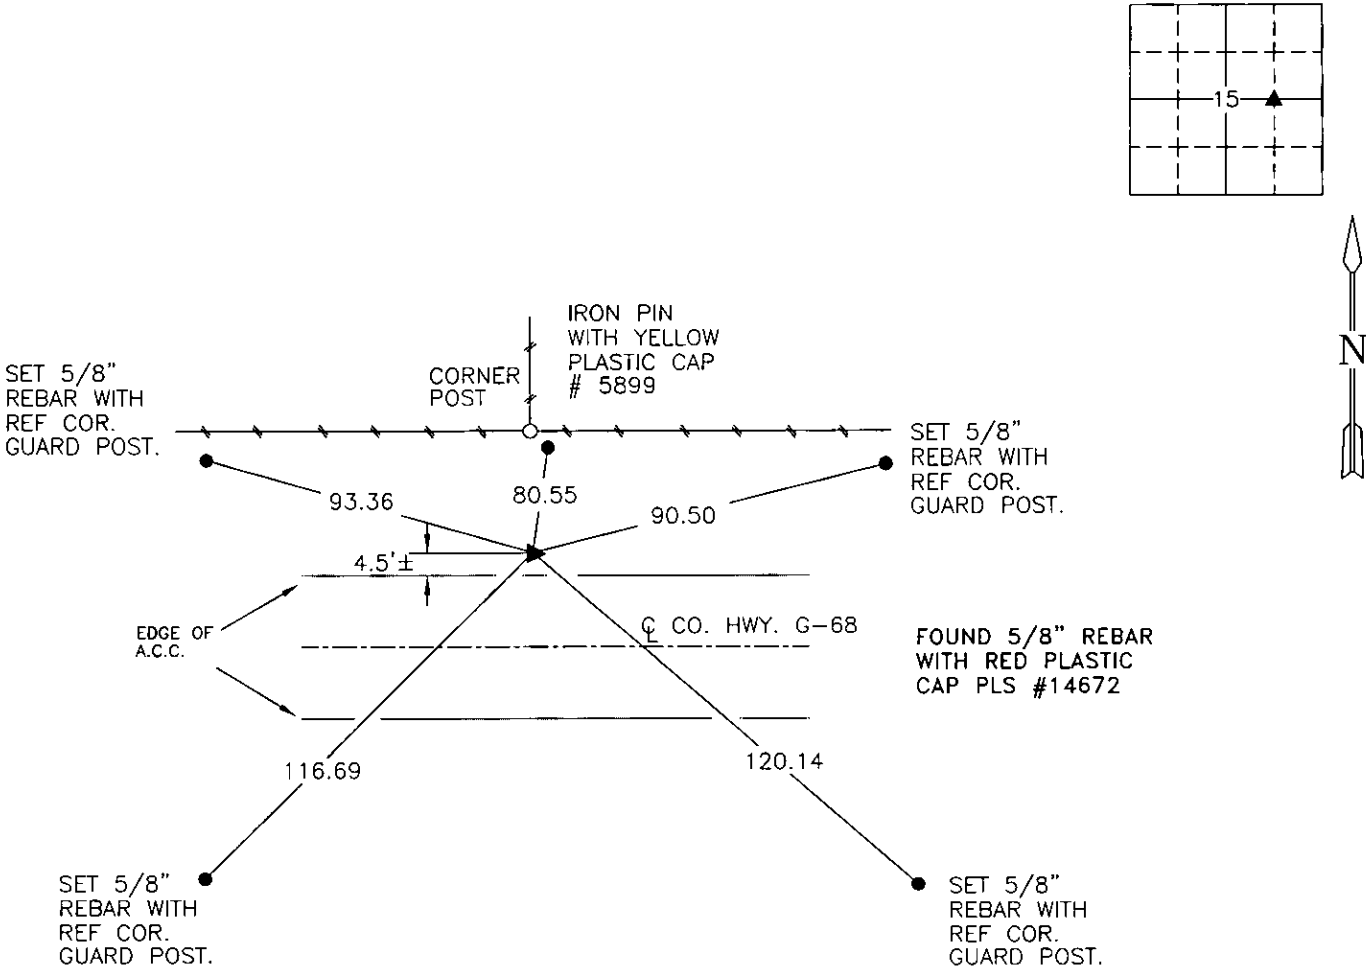 15
N
IRON PIN
WITH YELLOW
PLASTIC CAP
# 5899
CORNER
POST
SET 5/8"
REBAR WITH
REF COR.
GUARD POST.
SET 5/8"
REBAR WITH
REF COR.
GUARD POST.
93.36
80.55
90.50
4.5'±
EDGE OF
A.C.C.
℄ CO. HWY. G-68
FOUND 5/8" REBAR
WITH RED PLASTIC
CAP PLS #14672
116.69
120.14
SET 5/8"
REBAR WITH
REF COR.
GUARD POST.
SET 5/8"
REBAR WITH
REF COR.
GUARD POST.